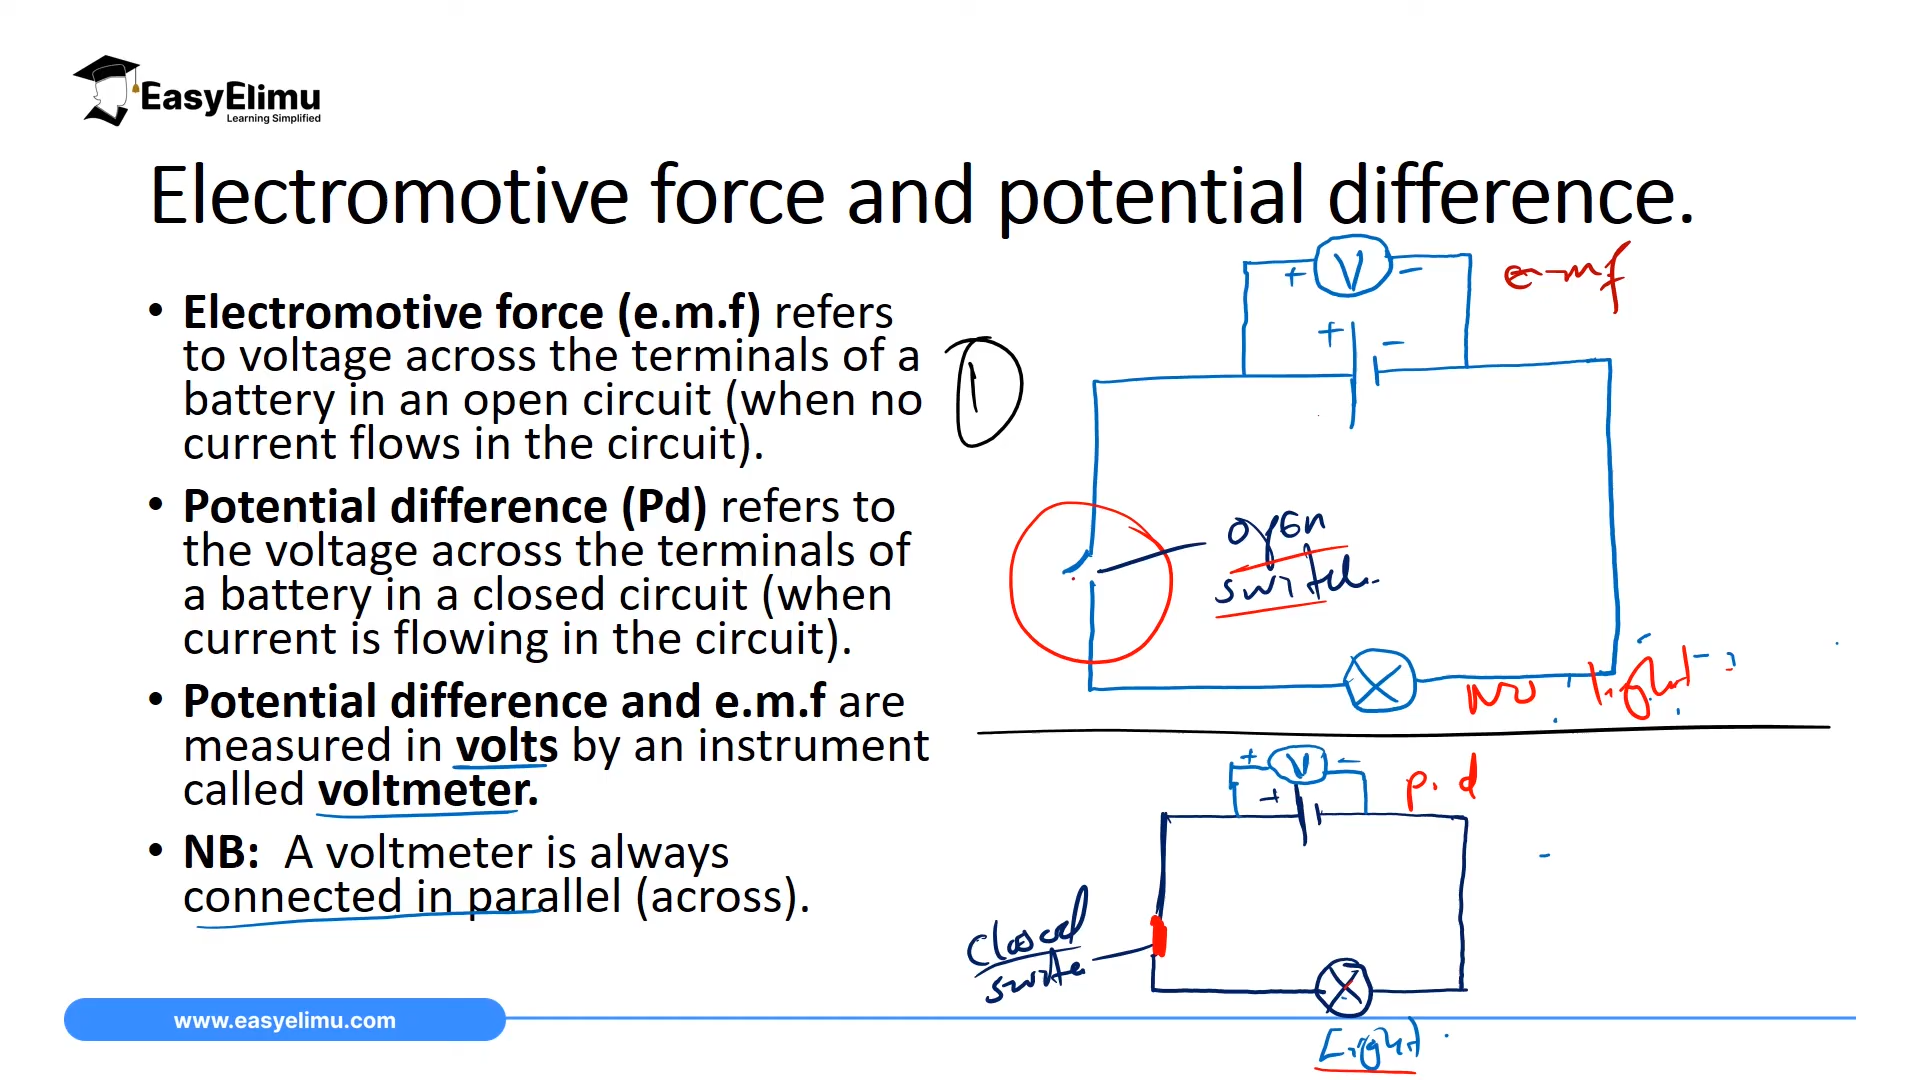 EasyElimu
Learning Simplified
Electromotive force and potential difference.
• Electromotive force (e.m.f) refers
to voltage across the terminals of a
battery in an open circuit (when no
current flows in the circuit).
• Potential difference (Pd) refers to
the voltage across the terminals of
a battery in a closed circuit (when
current is flowing in the circuit).
• Potential difference and e.m.f are
measured in volts by an instrument
called voltmeter.
• NB: A voltmeter is always
connected in parallel (across).
www.easyelimu.com
1
+ V -
e-mf
+ -
open
switch.
No light
+ V -
p.d
+
Closed
switch
Light